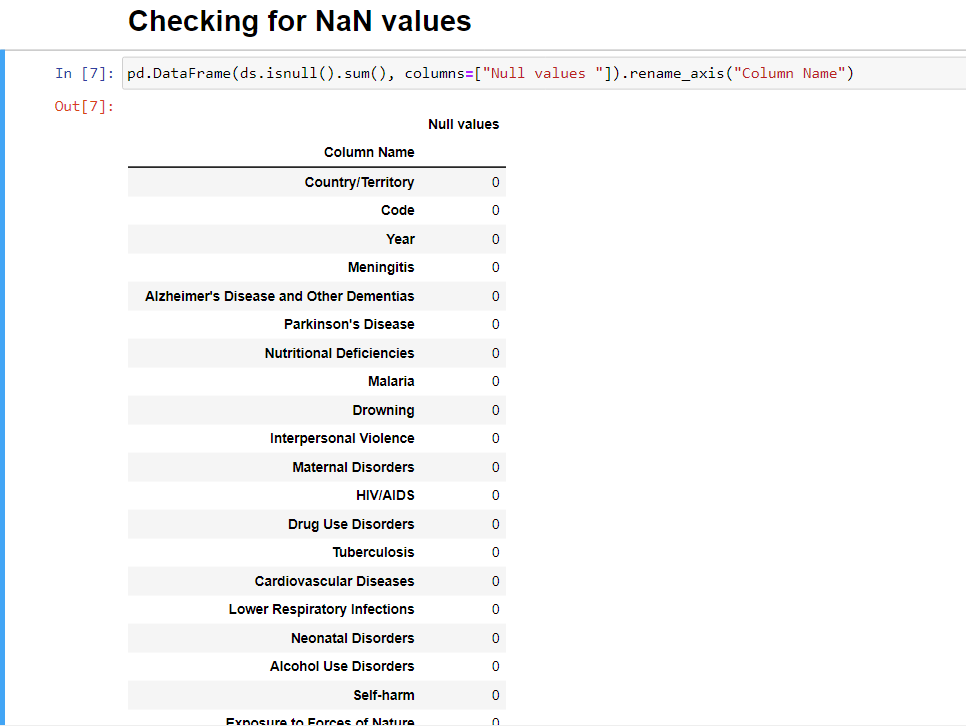 Checking for NaN values
In [7]: pd.DataFrame(ds.isnull().sum(), columns=["Null values "]).rename_axis("Column Name")
Out[7]:
Null values
Column Name
Country/Territory 0
Code 0
Year 0
Meningitis 0
Alzheimer's Disease and Other Dementias 0
Parkinson's Disease 0
Nutritional Deficiencies 0
Malaria 0
Drowning 0
Interpersonal Violence 0
Maternal Disorders 0
HIV/AIDS 0
Drug Use Disorders 0
Tuberculosis 0
Cardiovascular Diseases 0
Lower Respiratory Infections 0
Neonatal Disorders 0
Alcohol Use Disorders 0
Self-harm 0
Exposure to Forces of Nature 0